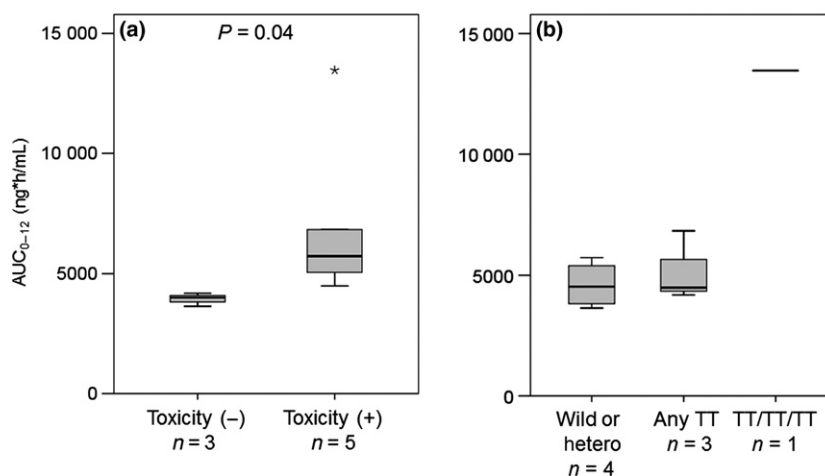 (a)
P = 0.04
*
15 000
10 000
5000
0
AUC0–12 (ng*h/mL)
Toxicity (–)
n = 3
Toxicity (+)
n = 5
(b)
15 000
10 000
5000
0
Wild or
hetero
n = 4
Any TT
n = 3
TT/TT/TT
n = 1